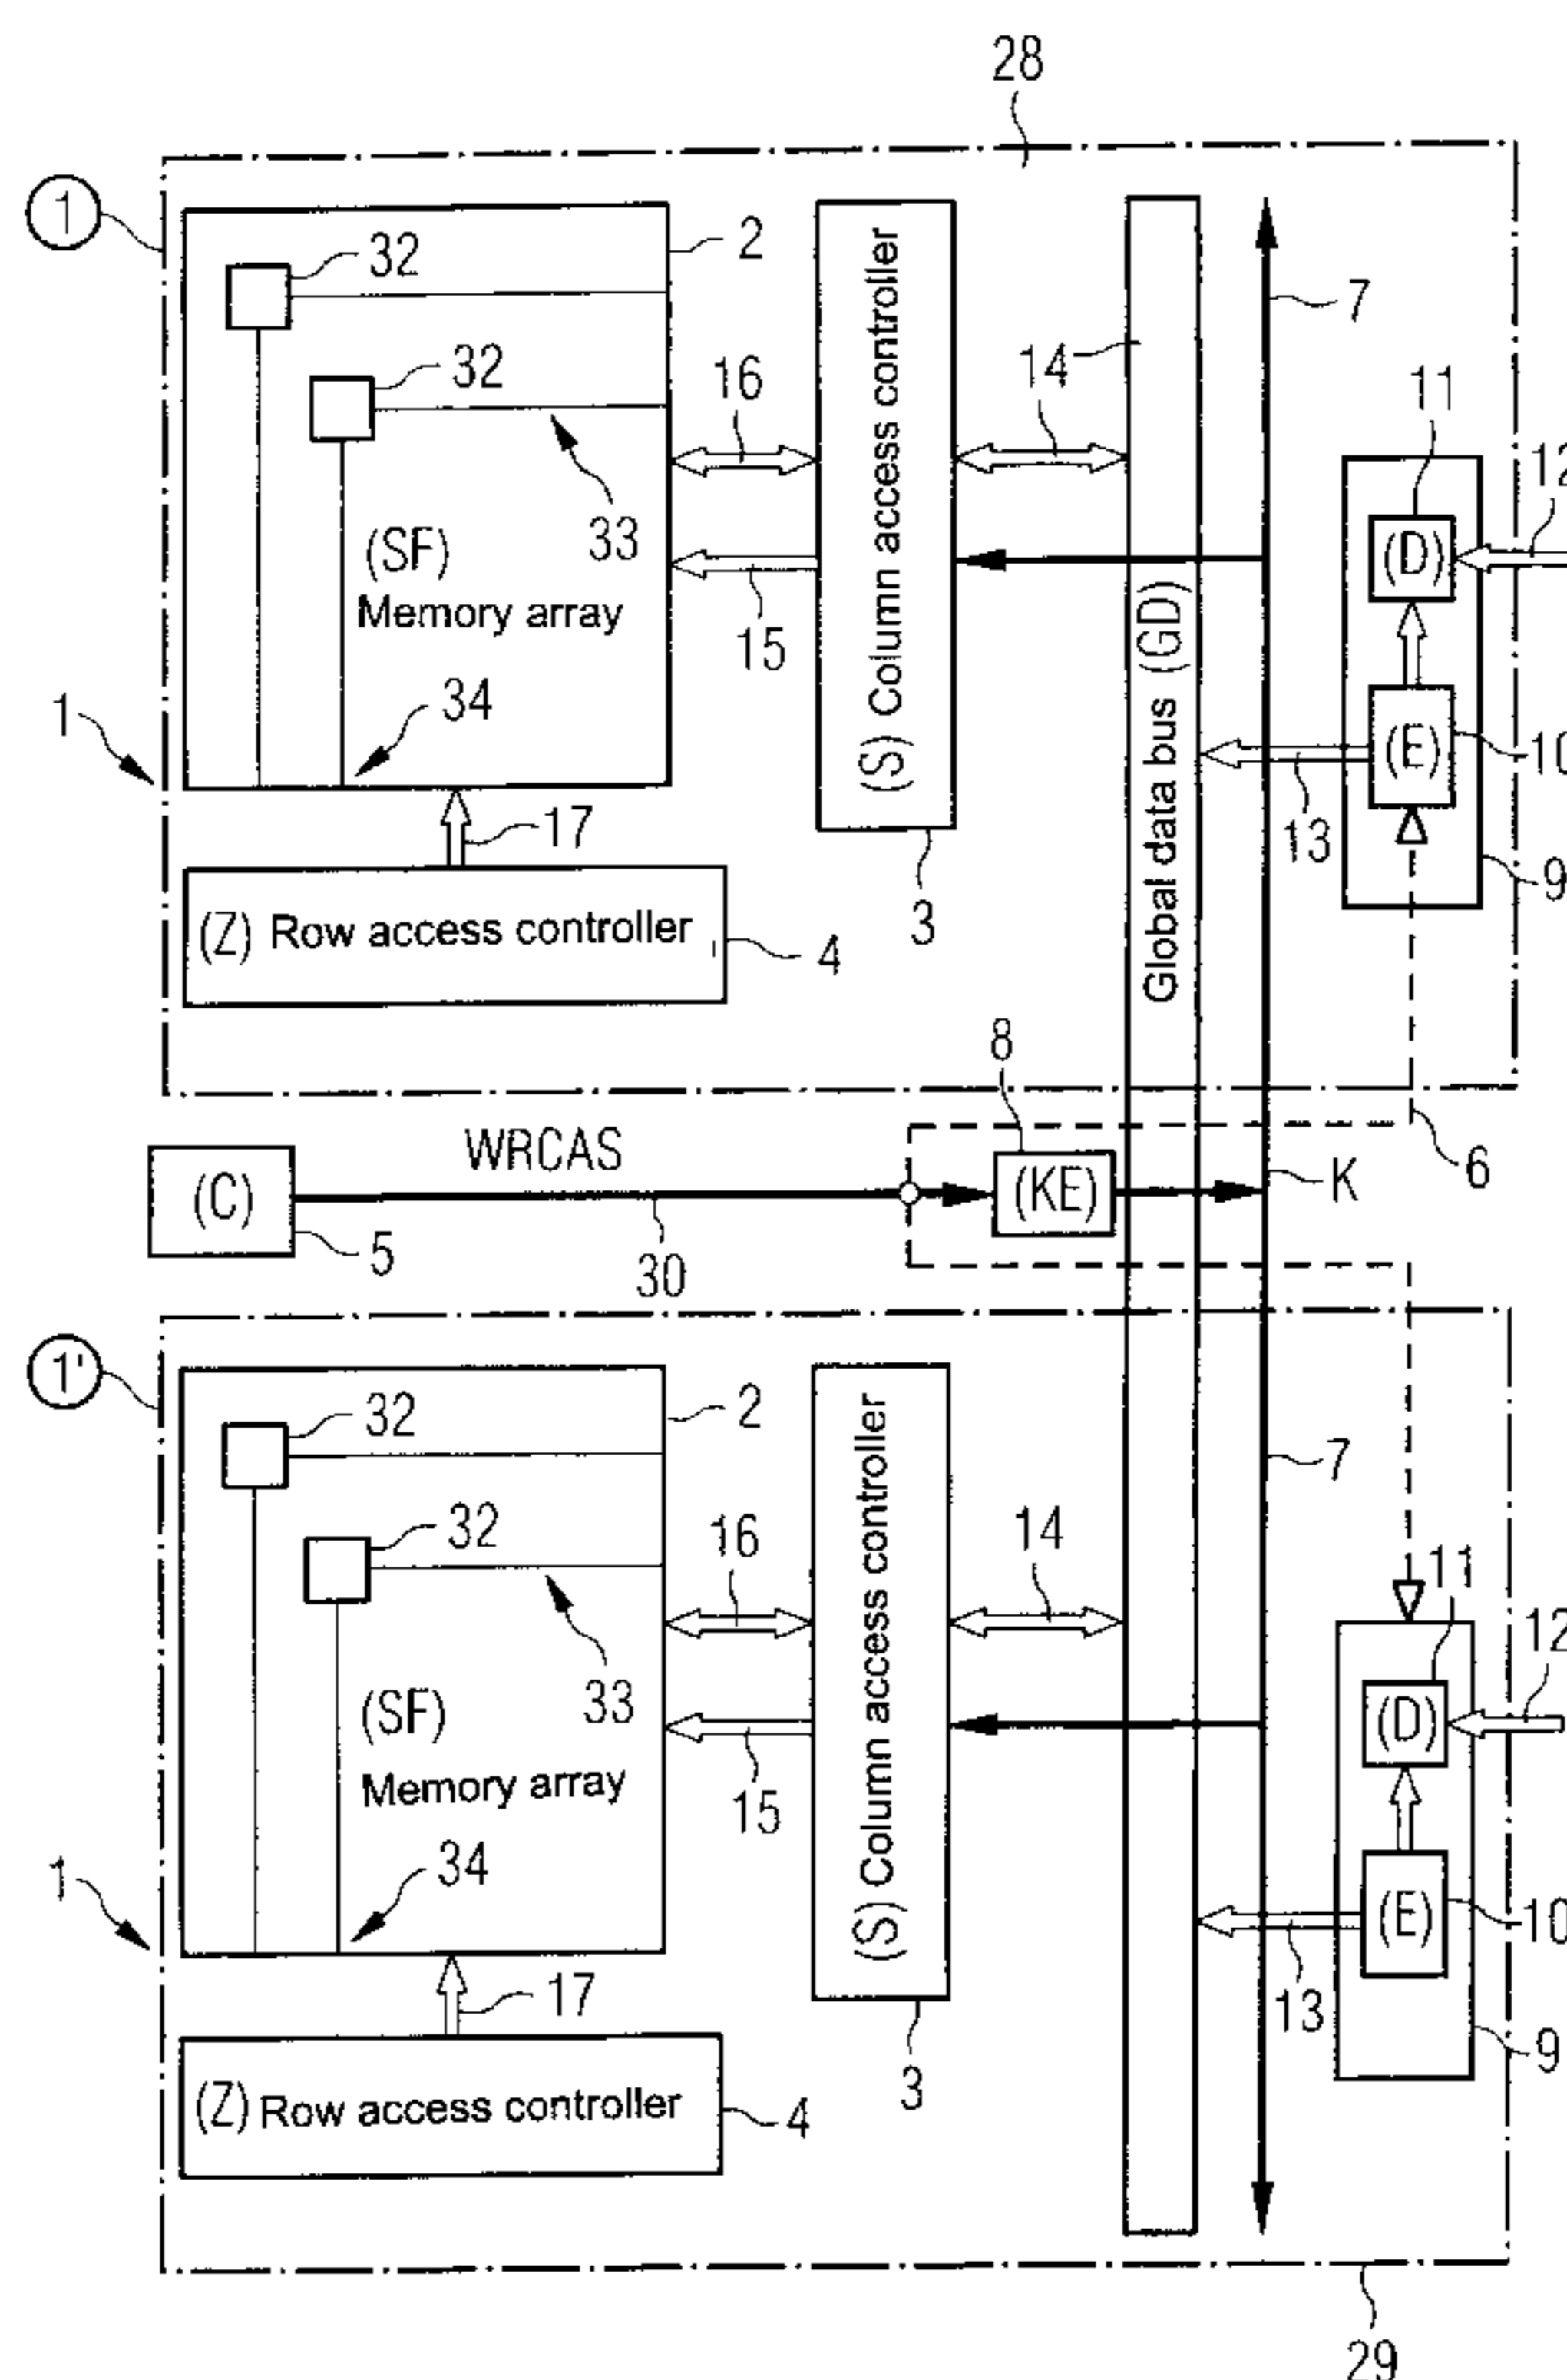 28
1
32
2
32
16
14
7
11
12
33
(SF)
Memory array
15
(S) Column access controller
Global data bus (GD)
(D)
(E)
10
13
9
34
1
17
(Z) Row access controller
4
3
8
WRCAS
(C)
5
30
(KE)
K
6
1'
32
2
32
16
14
7
11
12
33
(SF)
Memory array
15
(S) Column access controller
(D)
(E)
10
13
9
34
1
17
(Z) Row access controller
4
3
29